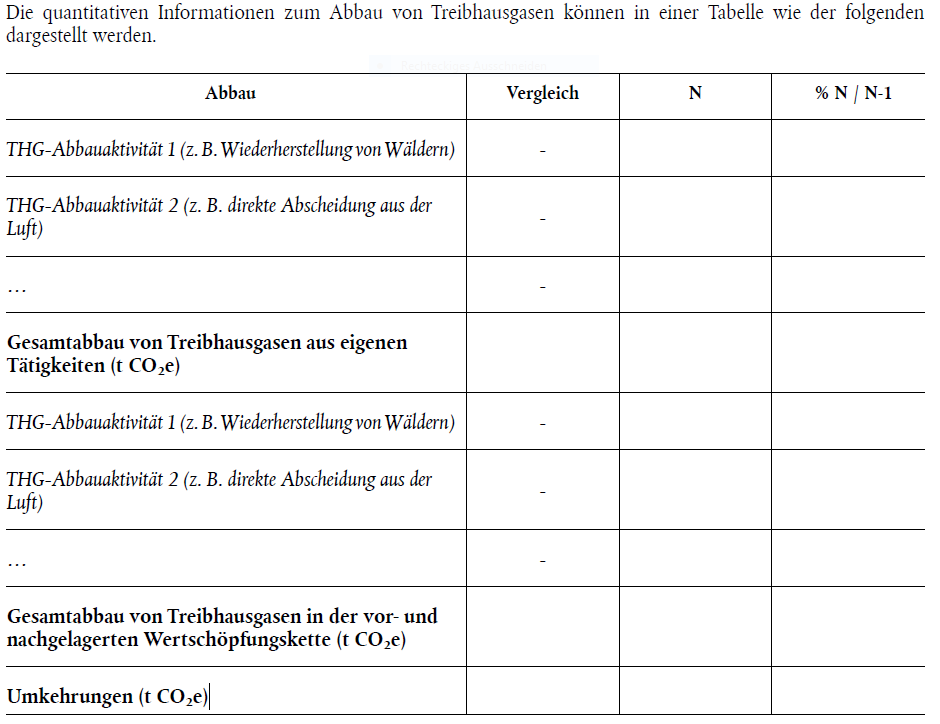 Die quantitativen Informationen zum Abbau von Treibhausgasen können in einer Tabelle wie der folgenden
dargestellt werden.
Abbau Vergleich N % N / N-1
THG-Abbauaktivität 1 (z. B. Wiederherstellung von Wäldern) -
THG-Abbauaktivität 2 (z. B. direkte Abscheidung aus der
Luft) -
… -
Gesamtabbau von Treibhausgasen aus eigenen
Tätigkeiten (t CO₂e)
THG-Abbauaktivität 1 (z. B. Wiederherstellung von Wäldern) -
THG-Abbauaktivität 2 (z. B. direkte Abscheidung aus der
Luft) -
… -
Gesamtabbau von Treibhausgasen in der vor- und
nachgelagerten Wertschöpfungskette (t CO₂e)
Umkehrungen (t CO₂e)